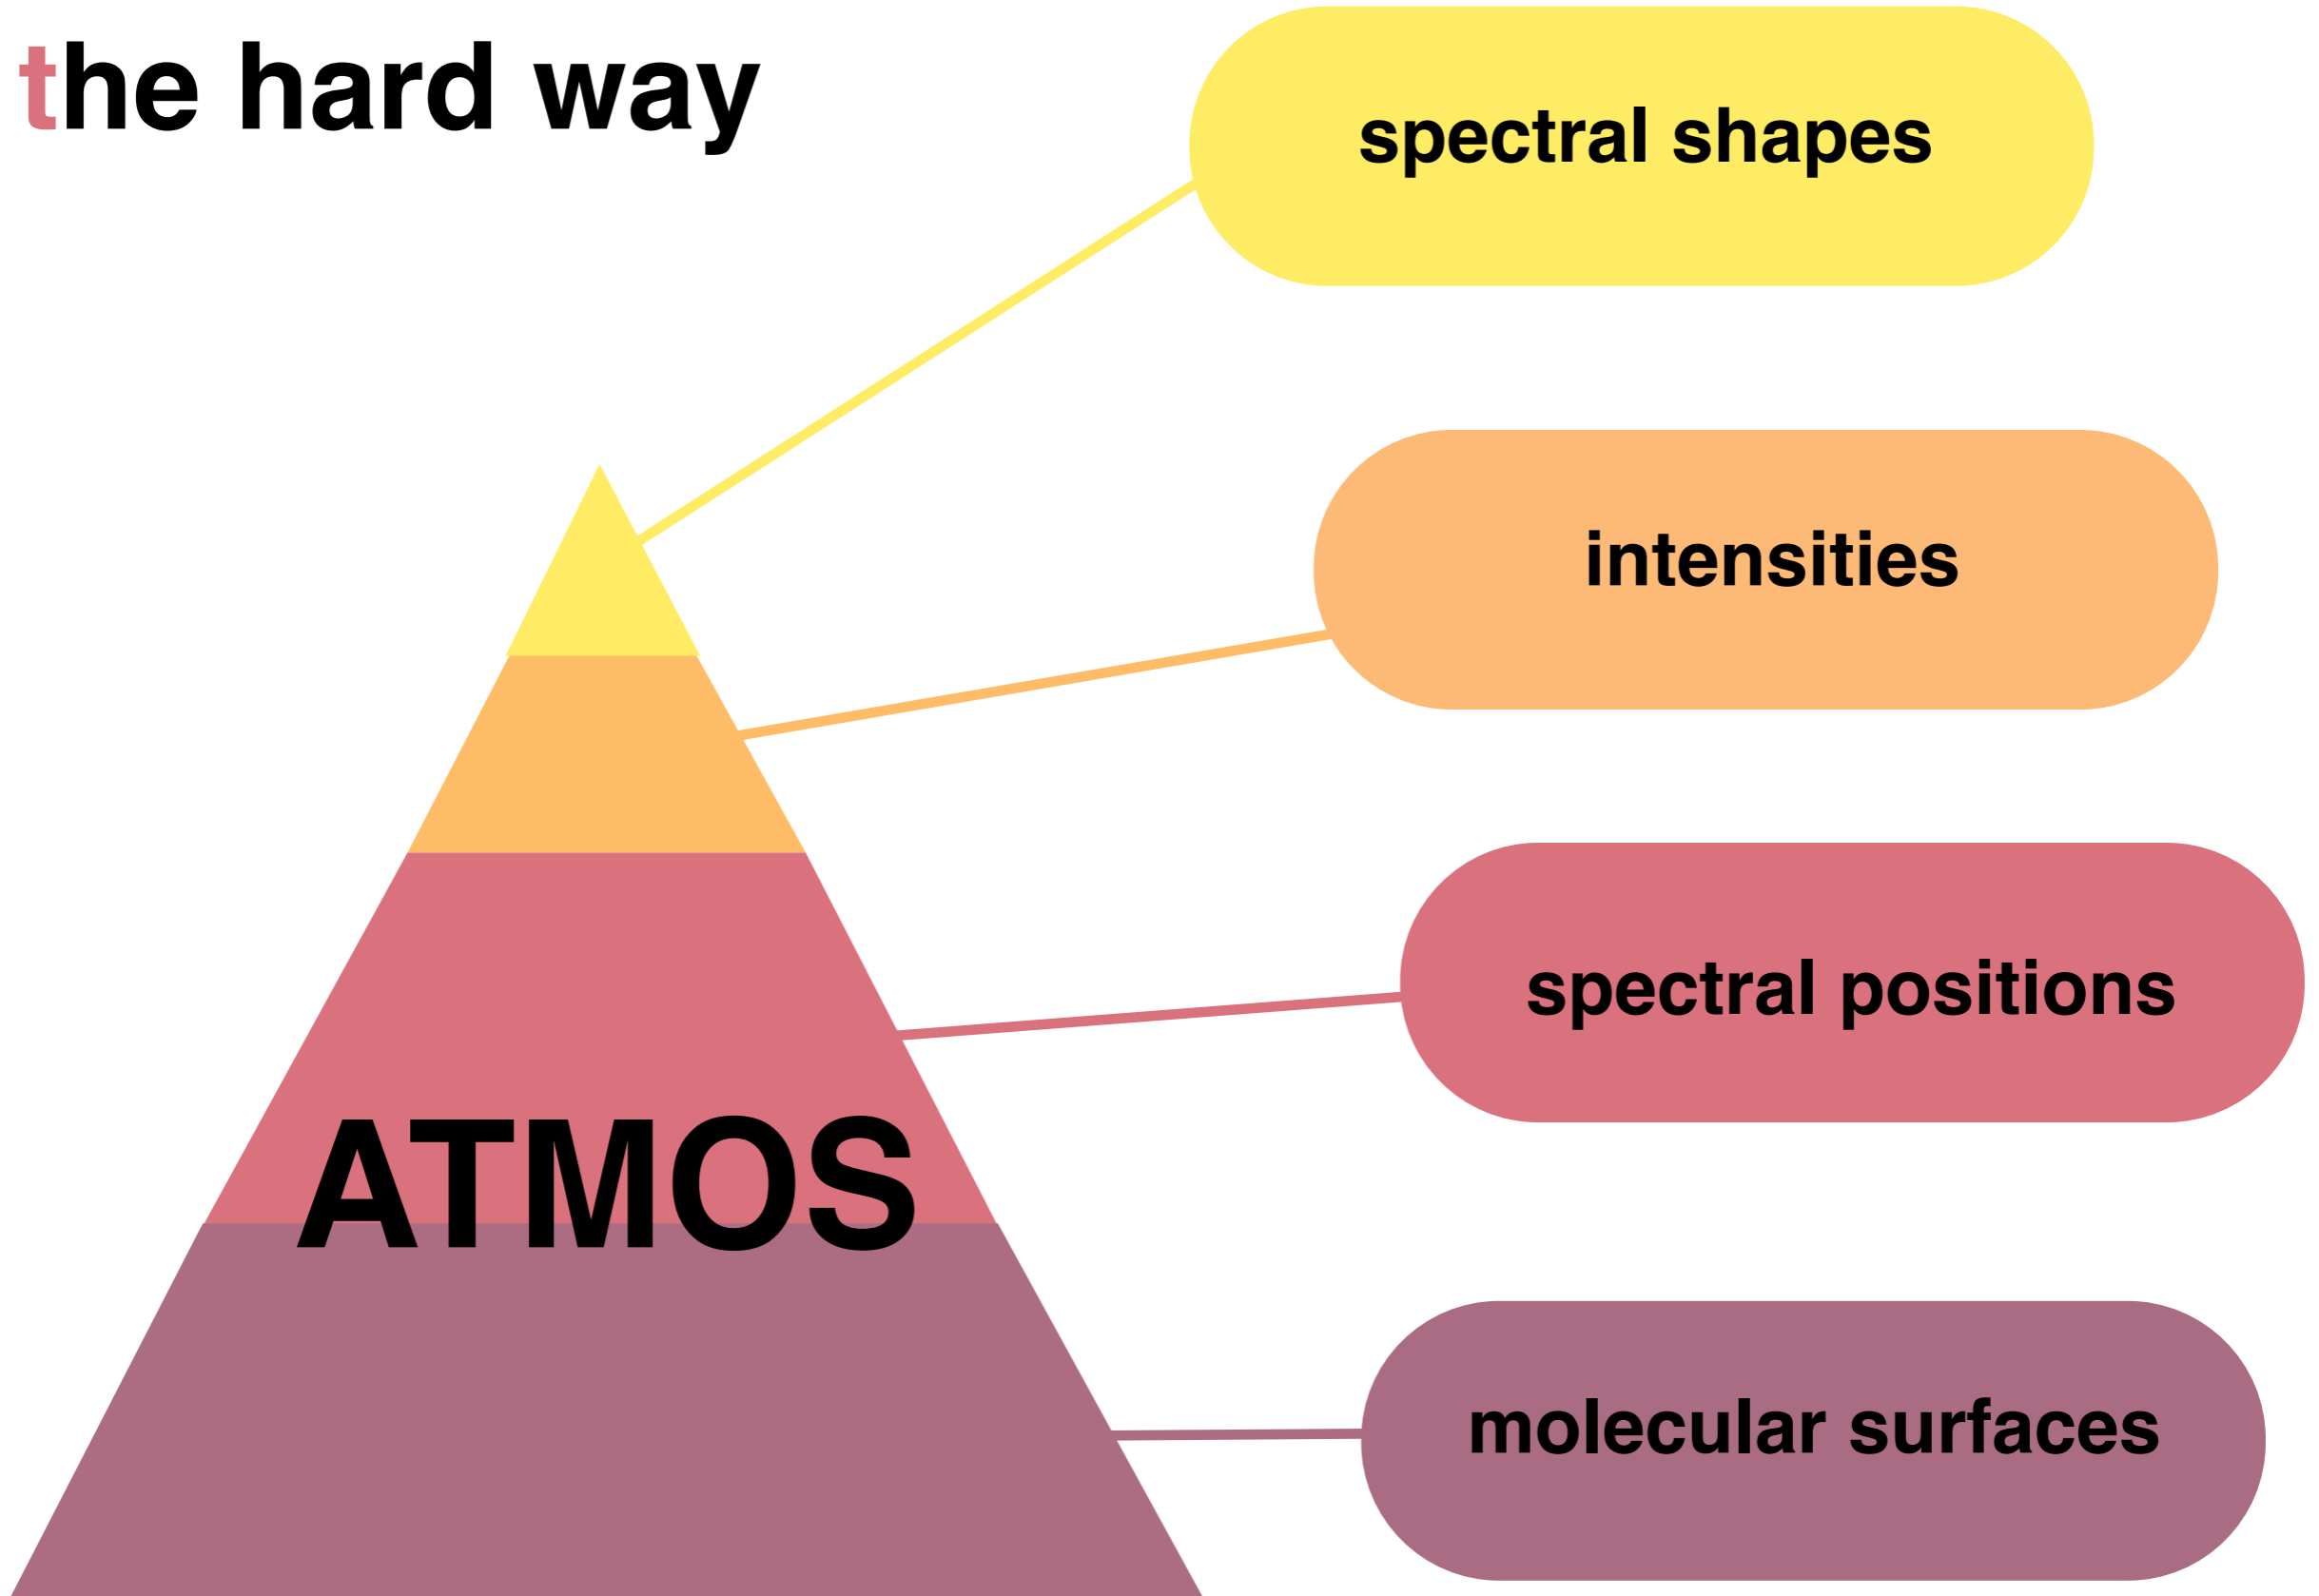 the hard way
spectral shapes
intensities
spectral positions
ATMOS
molecular surfaces